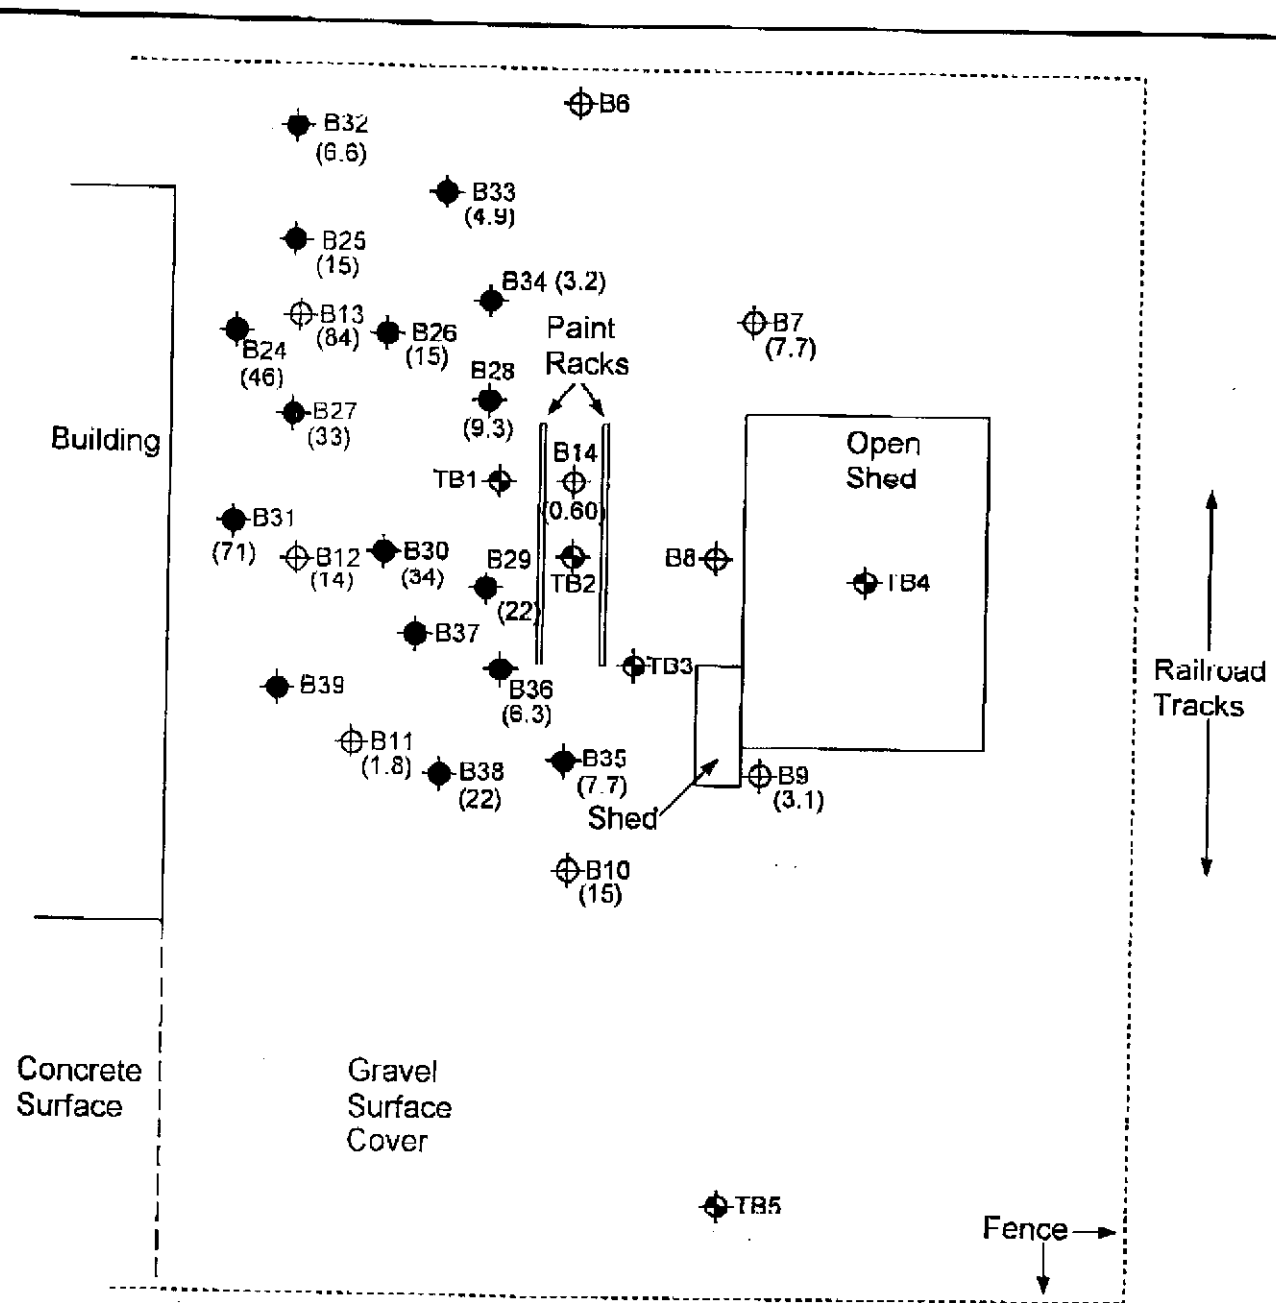 B6
B32
(6.6)
B33
(4.9)
B25
(15)
B34 (3.2)
B13
(84)
B26
(15)
B24
(46)
Paint
Racks
B7
(7.7)
B28
(9.3)
B27
(33)
Building
Open
Shed
B14
(0.60)
TB1
B31
(71)
B12
(14)
B30
(34)
B29
(22)
TB2
B8
TB4
B37
TB3
B36
(6.3)
B39
Railroad
Tracks
B11
(1.8)
B38
(22)
B35
(7.7)
B9
(3.1)
Shed
B10
(15)
Concrete
Surface
Gravel
Surface
Cover
TB5
Fence